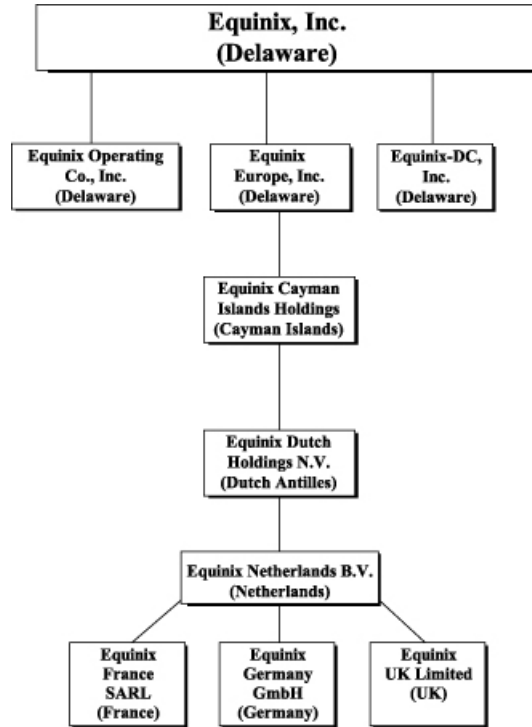 Equinix, Inc.
(Delaware)
Equinix Operating
Co., Inc.
(Delaware)
Equinix
Europe, Inc.
(Delaware)
Equinix-DC,
Inc.
(Delaware)
Equinix Cayman
Islands Holdings
(Cayman Islands)
Equinix Dutch
Holdings N.V.
(Dutch Antilles)
Equinix Netherlands B.V.
(Netherlands)
Equinix
France
SARL
(France)
Equinix
Germany
GmbH
(Germany)
Equinix
UK Limited
(UK)